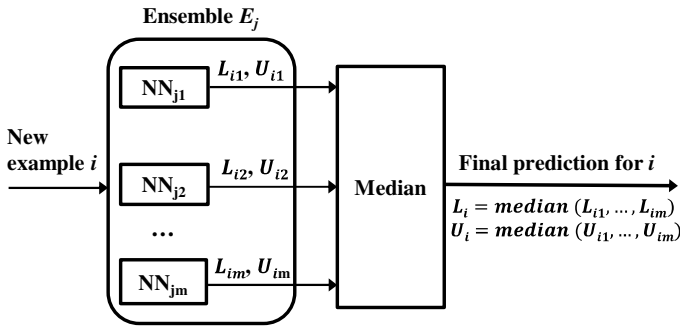 Ensemble E_j
New
example i
NN_j1
L_i1, U_i1
NN_j2
L_i2, U_i2
...
NN_jm
L_im, U_im
Median
Final prediction for i
L_i = median (L_i1, ..., L_im)
U_i = median (U_i1, ..., U_im)